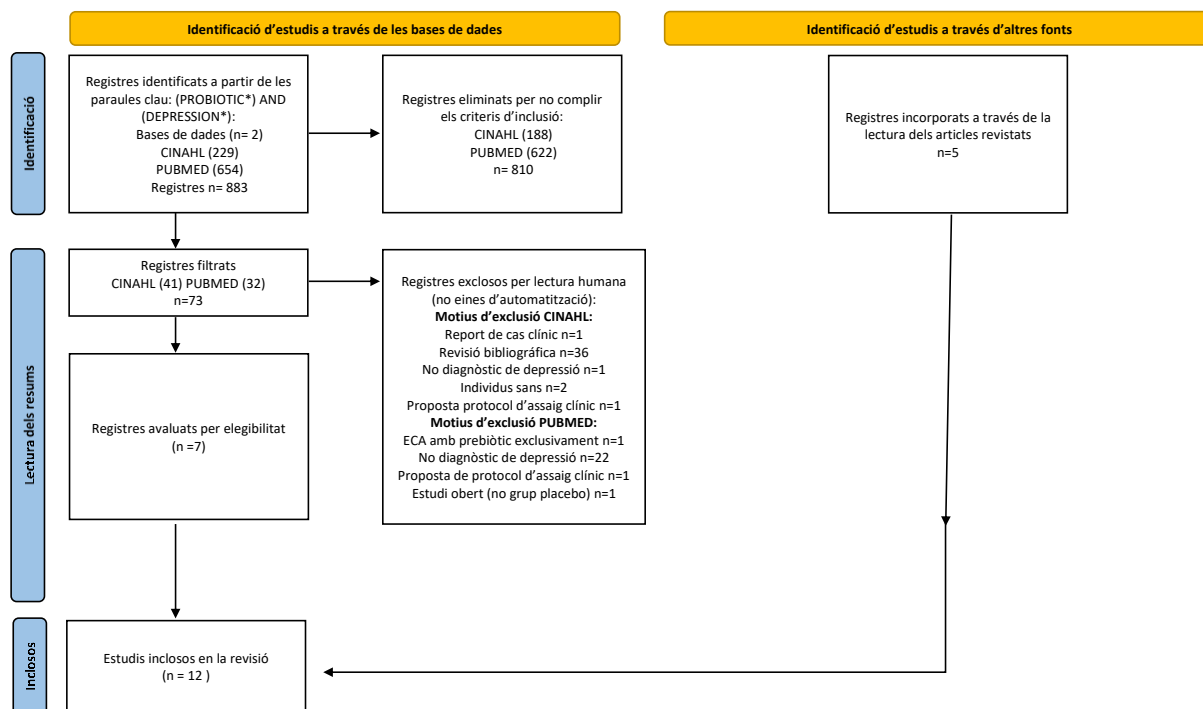 Identificació d'estudis a través de les bases de dades
Identificació d'estudis a través d'altres fonts
Identificació
Registres identificats a partir de les
paraules clau: (PROBIOTIC*) AND
(DEPRESSION*):
Bases de dades (n= 2)
CINAHL (229)
PUBMED (654)
Registres n= 883
Registres eliminats per no complir
els criteris d'inclusió:
CINAHL (188)
PUBMED (622)
n= 810
Registres incorporats a través de la
lectura dels articles revistats
n=5
Lectura dels resums
Registres filtrats
CINAHL (41) PUBMED (32)
n=73
Registres exclosos per lectura humana
(no eines d'automatització):
Motius d'exclusió CINAHL:
Report de cas clínic n=1
Revisió bibliográfica n=36
No diagnòstic de depressió n=1
Individus sans n=2
Proposta protocol d'assaig clínic n=1
Motius d'exclusió PUBMED:
ECA amb prebiòtic exclusivament n=1
No diagnòstic de depressió n=22
Proposta de protocol d'assaig clínic n=1
Estudi obert (no grup placebo) n=1
Registres avaluats per elegibilitat
(n =7)
Inclosos
Estudis inclosos en la revisió
(n = 12 )